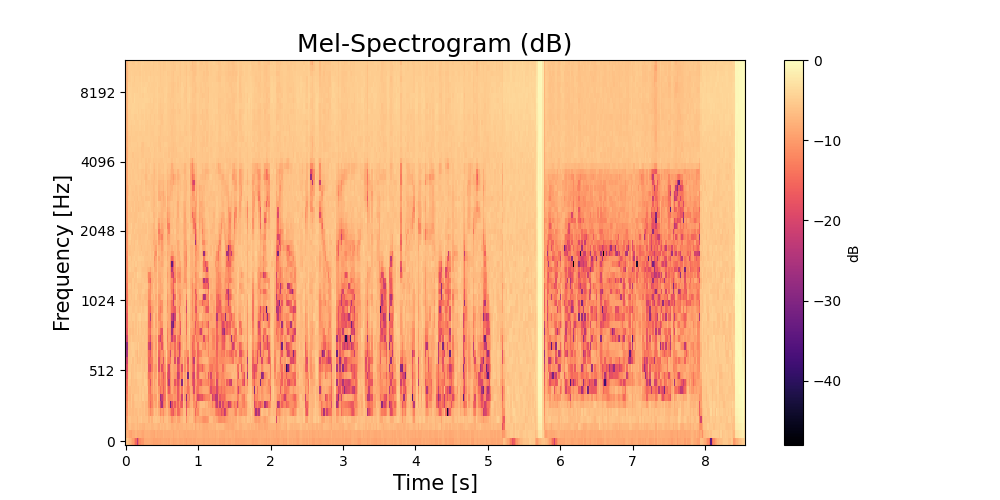 Mel-Spectrogram (dB)
Frequency [Hz]
8192
4096
2048
1024
512
0
0 1 2 3 4 5 6 7 8
Time [s]
0
−10
−20
−30
−40
dB